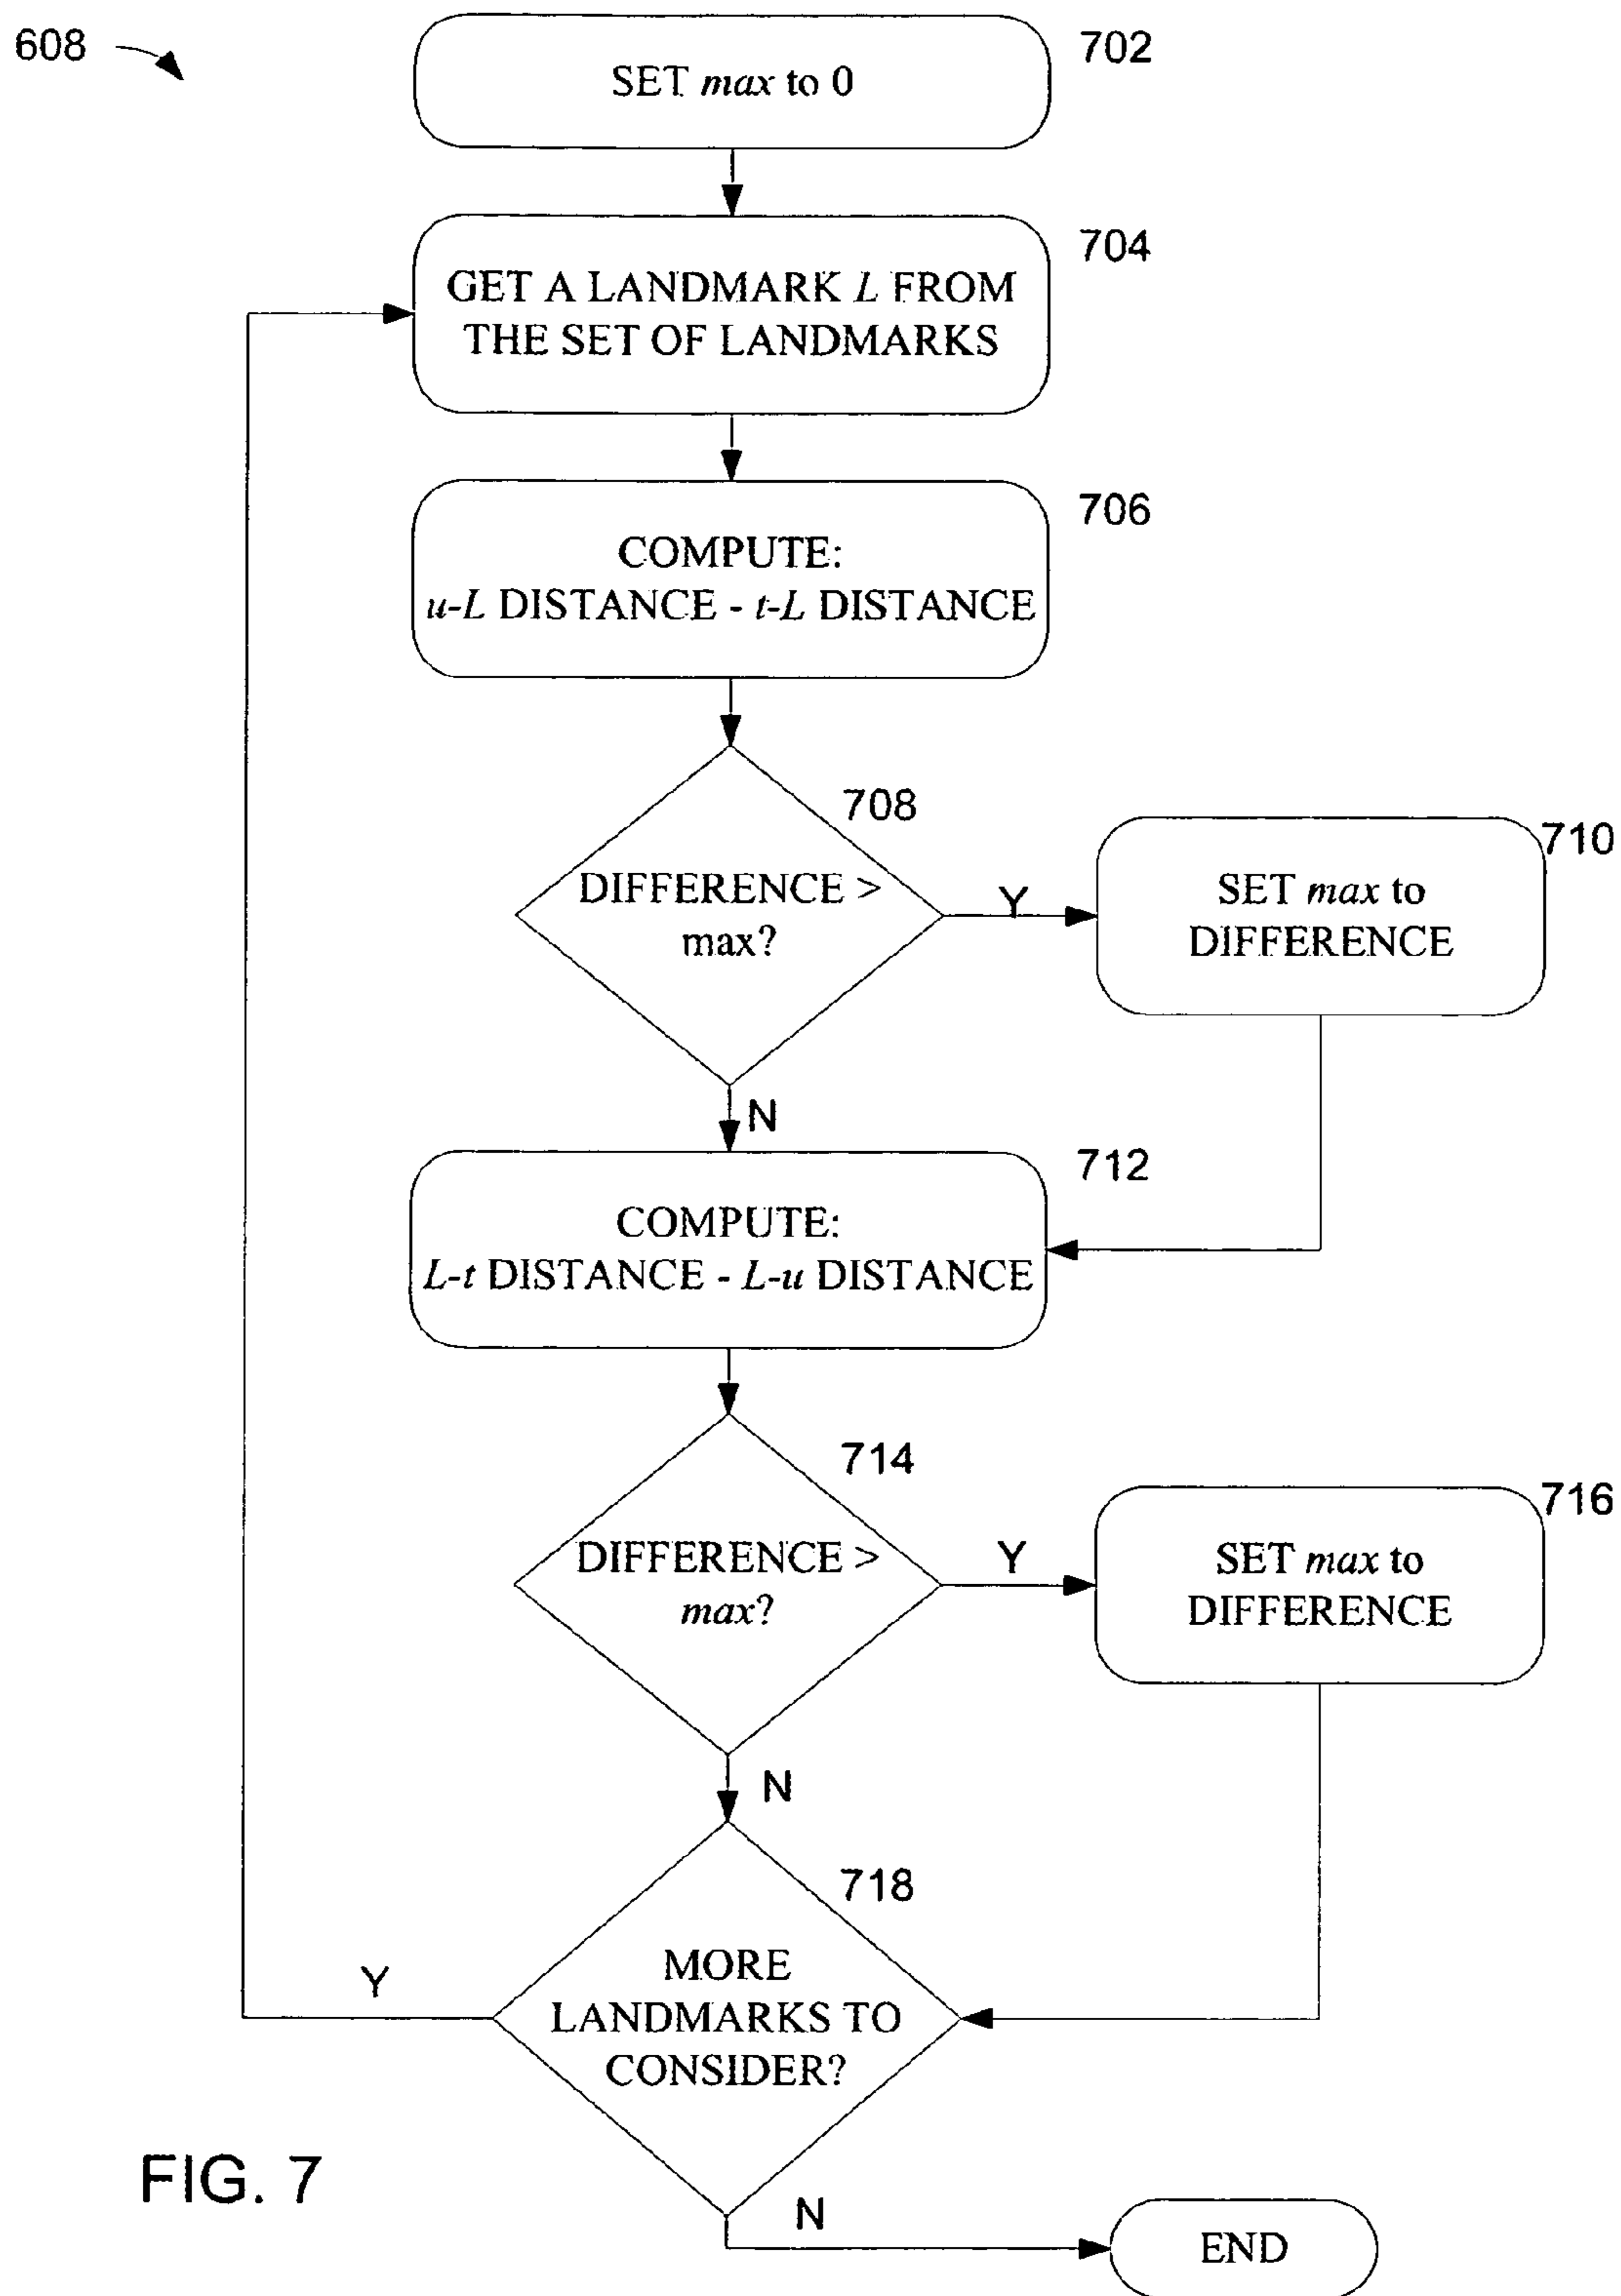 608
702
SET max to 0
704
GET A LANDMARK L FROM
THE SET OF LANDMARKS
706
COMPUTE:
u-L DISTANCE - t-L DISTANCE
708
DIFFERENCE >
max?
Y
710
SET max to
DIFFERENCE
N
712
COMPUTE:
L-t DISTANCE - L-u DISTANCE
714
DIFFERENCE >
max?
Y
716
SET max to
DIFFERENCE
N
718
MORE
LANDMARKS TO
CONSIDER?
Y
N
END
FIG. 7